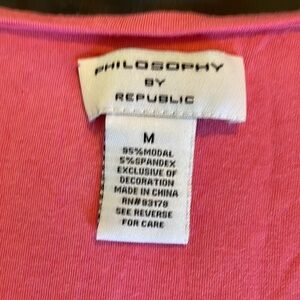 PHILOSOPHY
BY
REPUBLIC
M
95%MODAL
5%SPANDEX
EXCLUSIVE OF
DECORATION
MADE IN CHINA
RN#93178
SEE REVERSE
FOR CARE